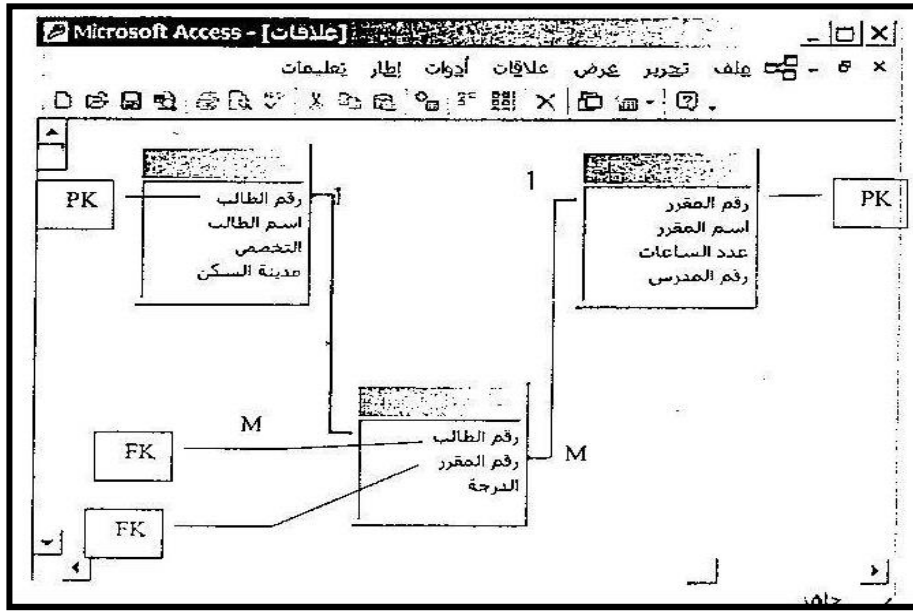 Microsoft Access - [علاقات]
ملف تحرير عرض علاقات أدوات إطار تعليمات
PK
رقم الطالب
اسم الطالب
التخصص
مدينة السكن
1
1
رقم المقرر
اسم المقرر
عدد الساعات
رقم المدرس
PK
M
FK
FK
رقم الطالب
رقم المقرر
الدرجة
M